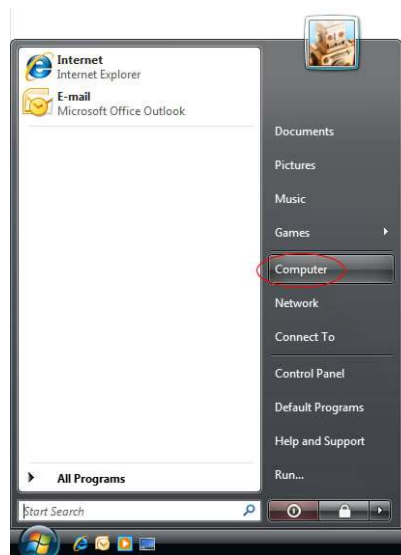 Internet
Internet Explorer
E-mail
Microsoft Office Outlook
All Programs
Start Search
Documents
Pictures
Music
Games
Computer
Network
Connect To
Control Panel
Default Programs
Help and Support
Run...